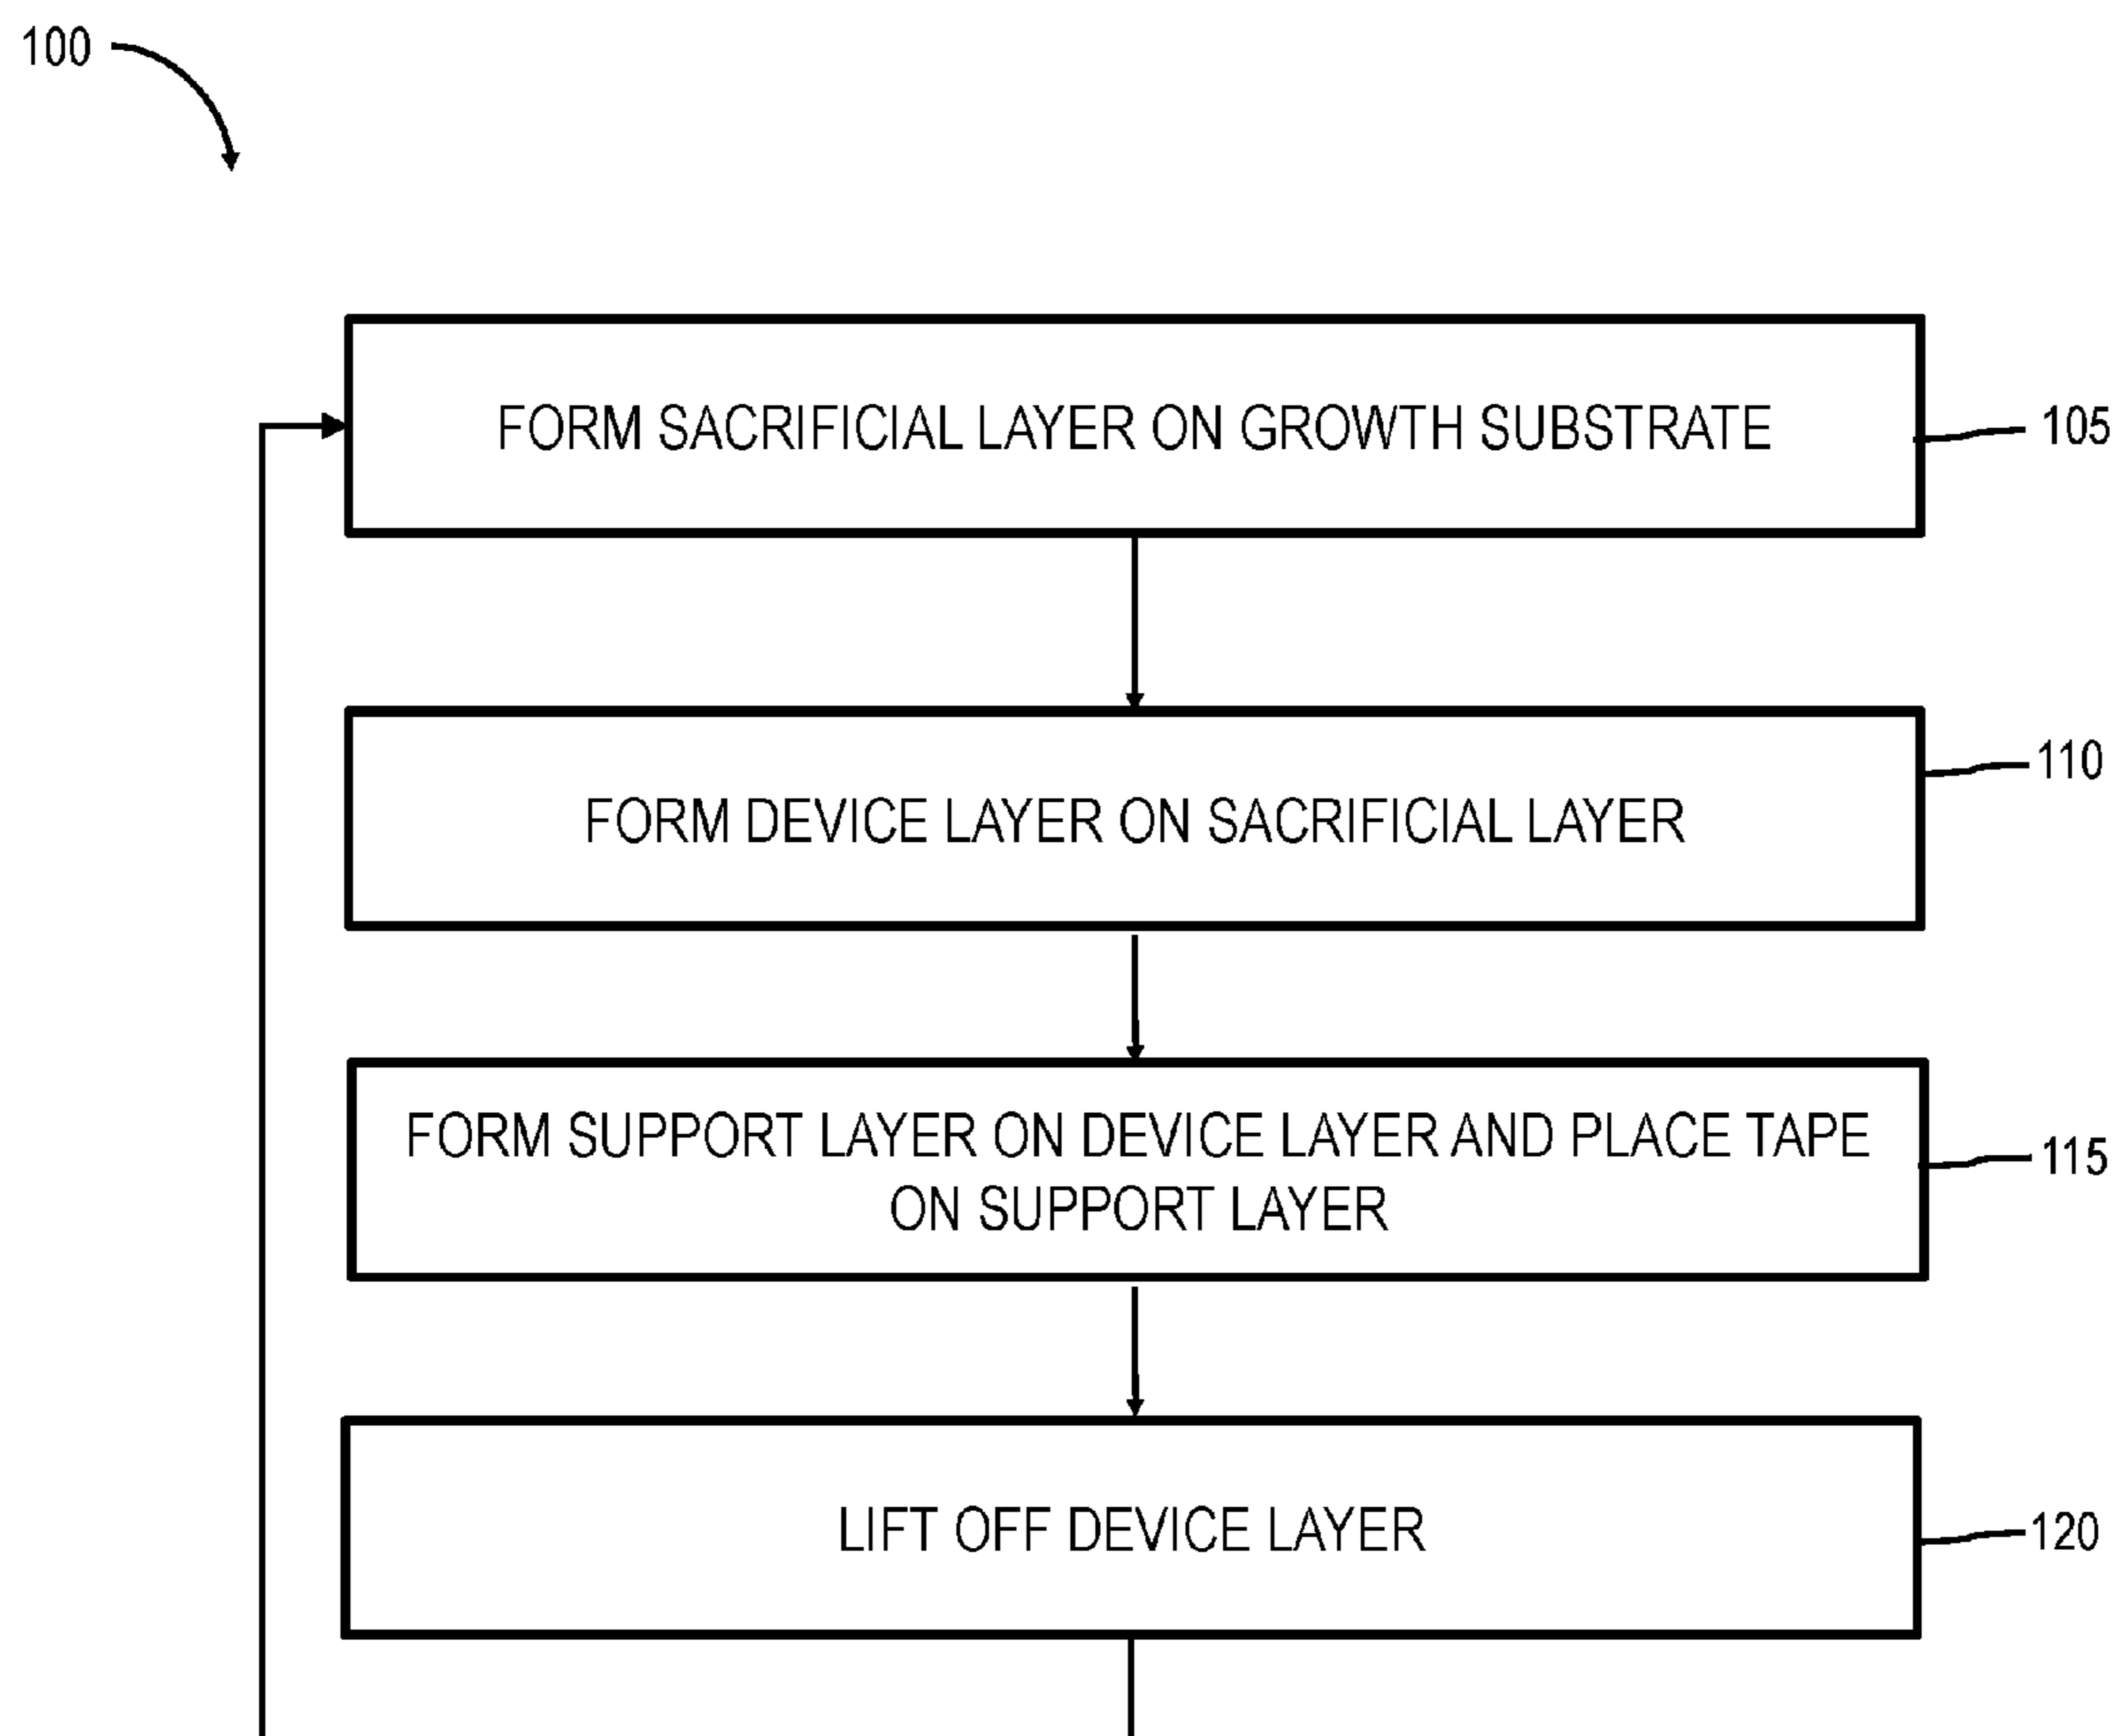 100
FORM SACRIFICIAL LAYER ON GROWTH SUBSTRATE
105
110
FORM DEVICE LAYER ON SACRIFICIAL LAYER
FORM SUPPORT LAYER ON DEVICE LAYER AND PLACE TAPE
ON SUPPORT LAYER
115
LIFT OFF DEVICE LAYER
120